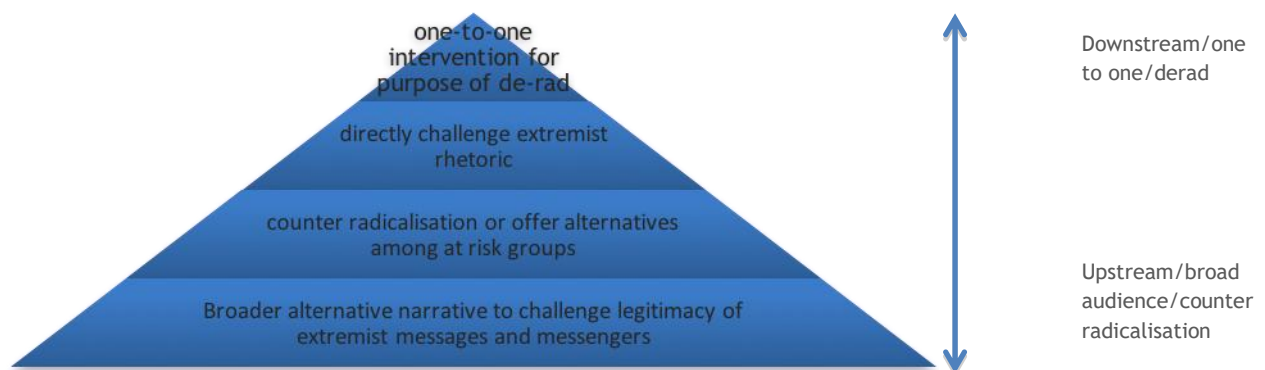 one-to-one
intervention for
purpose of de-rad
directly challenge extremist
rhetoric
counter radicalisation or offer alternatives
among at risk groups
Broader alternative narrative to challenge legitimacy of
extremist messages and messengers
Downstream/one
to one/derad
Upstream/broad
audience/counter
radicalisation